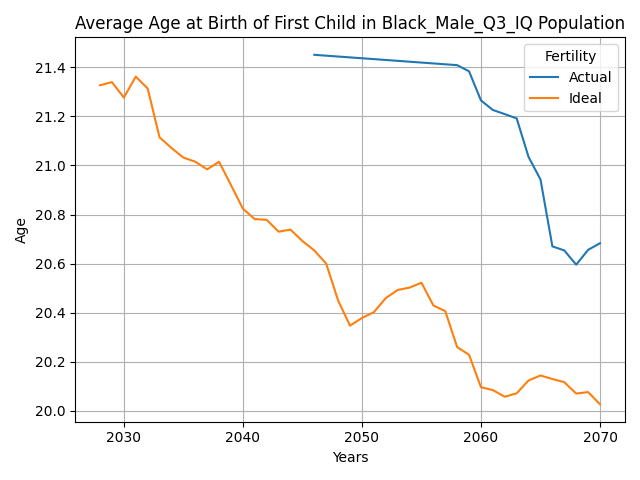 Average Age at Birth of First Child in Black_Male_Q3_IQ Population
Fertility
Actual
Ideal
21.4
21.2
21.0
20.8
20.6
20.4
20.2
20.0
Age
2030
2040
2050
2060
2070
Years